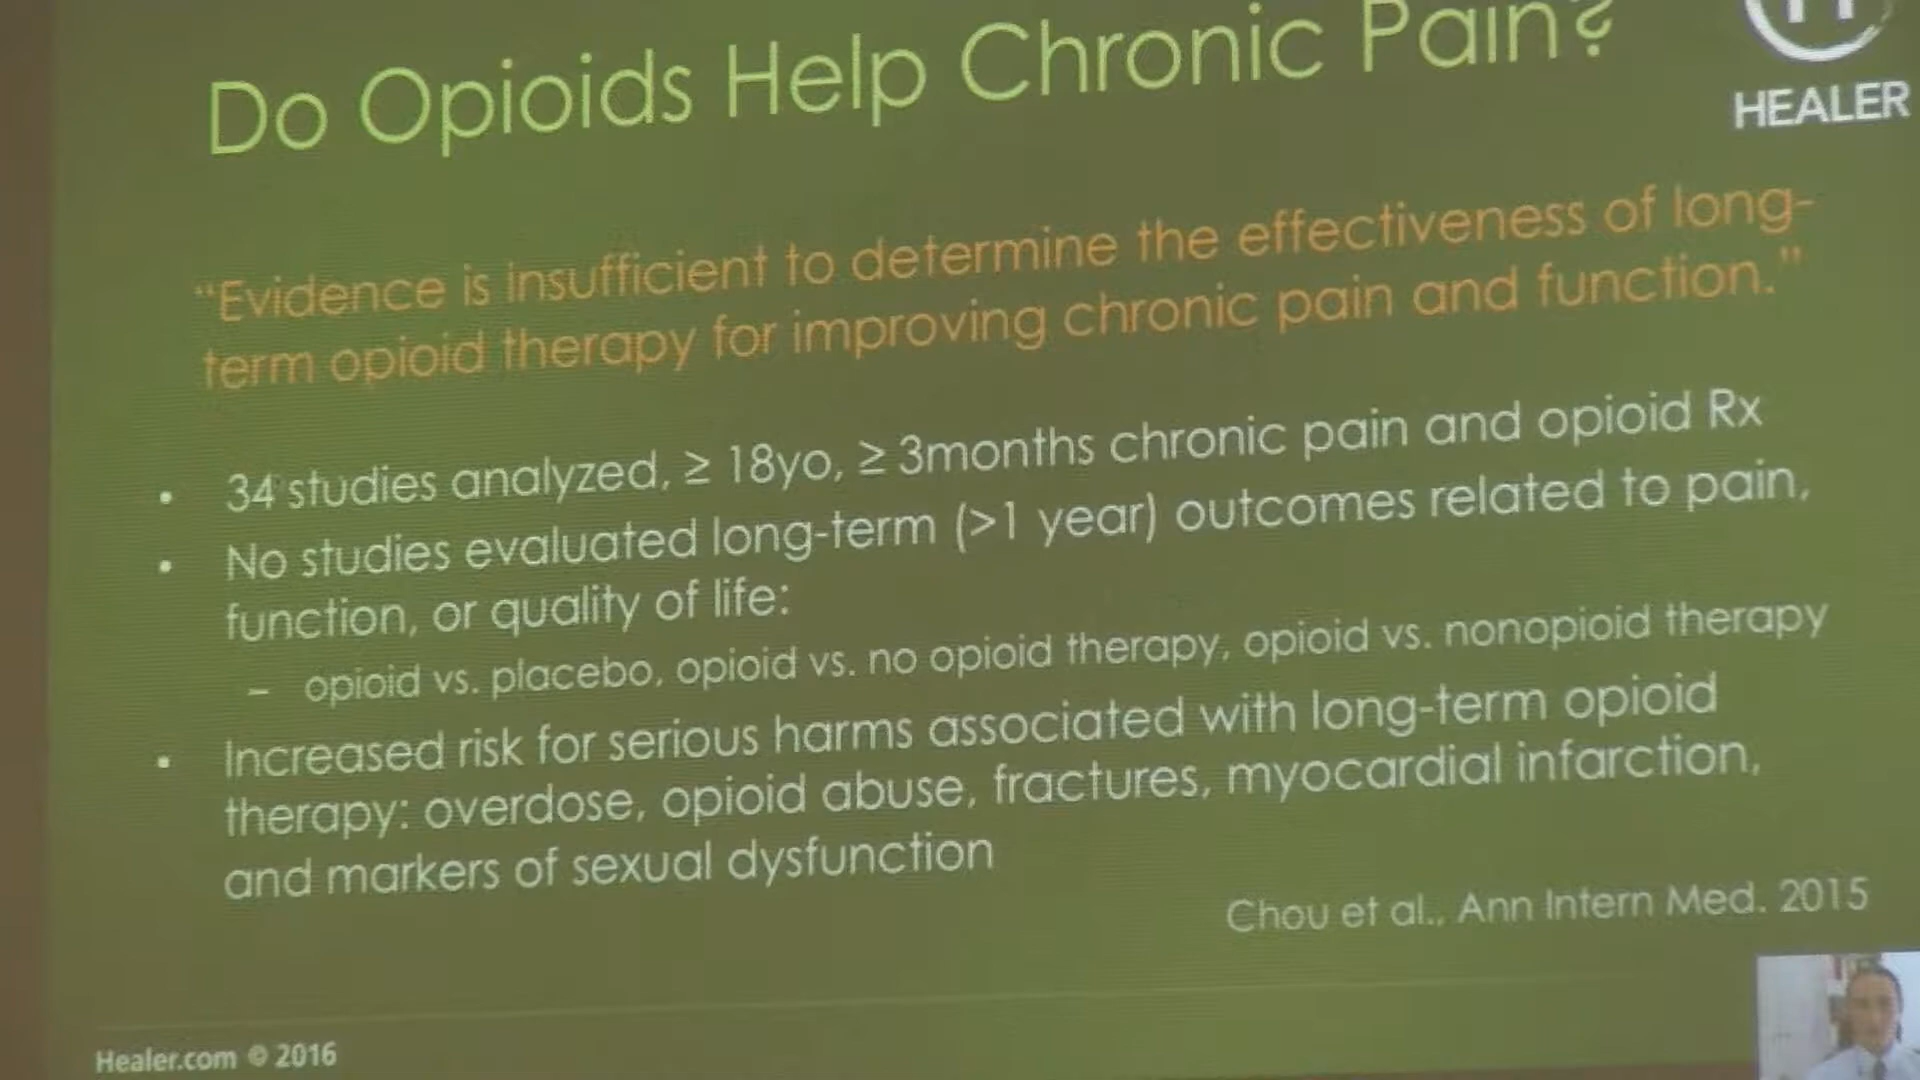 Do Opioids Help Chronic Pain?
HEALER
“Evidence is insufficient to determine the effectiveness of long-
term opioid therapy for improving chronic pain and function.”
• 34 studies analyzed, ≥ 18yo, ≥ 3months chronic pain and opioid Rx
• No studies evaluated long-term (>1 year) outcomes related to pain,
function, or quality of life:
– opioid vs. placebo, opioid vs. no opioid therapy, opioid vs. nonopioid therapy
• Increased risk for serious harms associated with long-term opioid
therapy: overdose, opioid abuse, fractures, myocardial infarction,
and markers of sexual dysfunction
Chou et al., Ann Intern Med. 2015
Healer.com © 2016